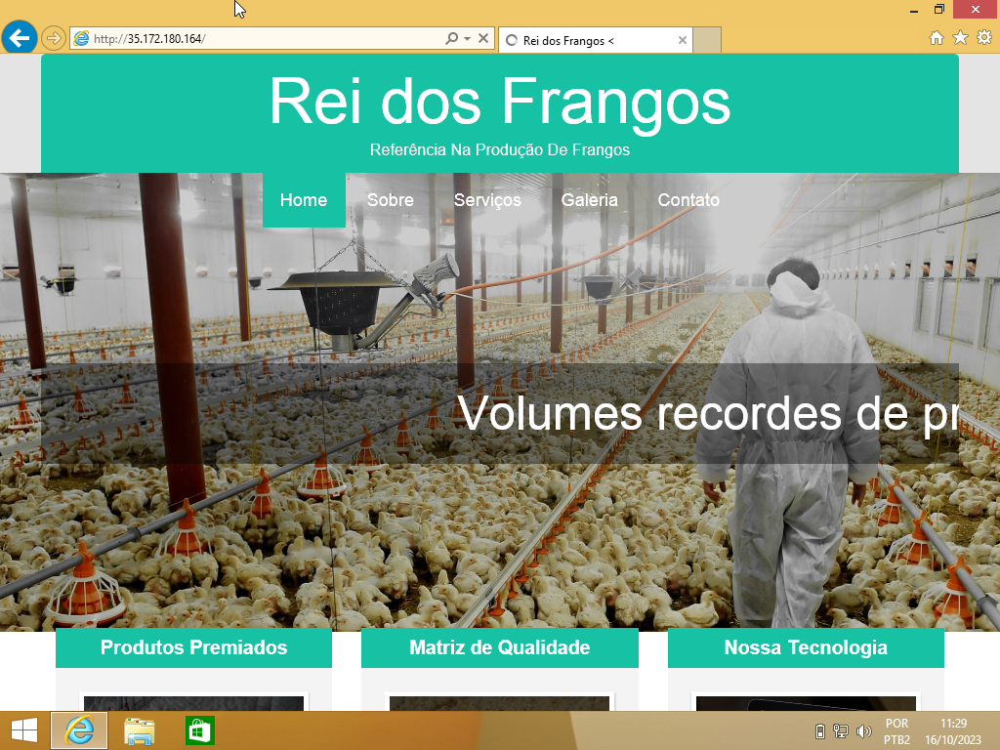 http://35.172.180.164/
Rei dos Frangos <
Rei dos Frangos
Referência Na Produção De Frangos
Home Sobre Serviços Galeria Contato
Volumes recordes de pr
Produtos Premiados Matriz de Qualidade Nossa Tecnologia
POR 11:29
PTB2 16/10/2023